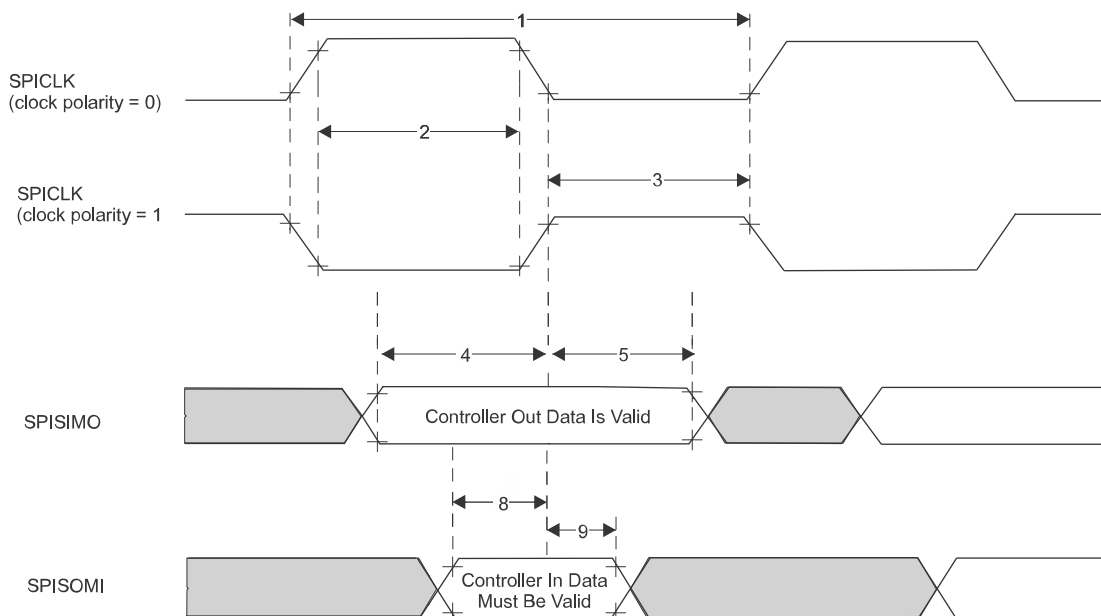 1
SPICLK
(clock polarity = 0)
2
3
SPICLK
(clock polarity = 1
4
5
SPISIMO
Controller Out Data Is Valid
8
9
SPISOMI
Controller In Data
Must Be Valid